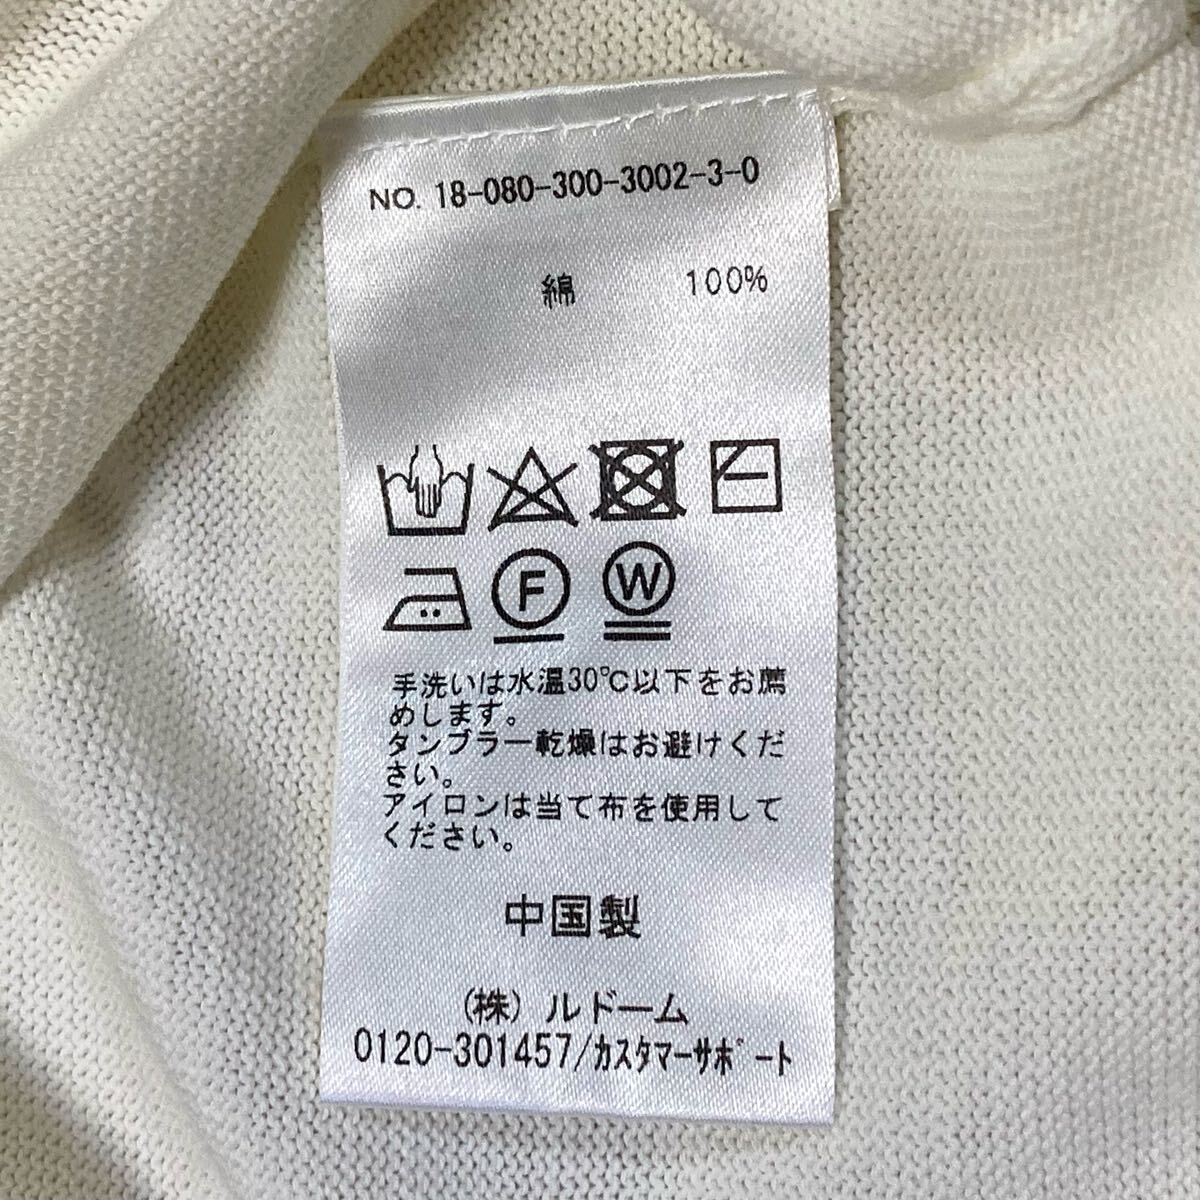 NO. 18-080-300-3002-3-0
綿 100%
F W
手洗いは水温30℃以下をお薦
めします。
タンブラー乾燥はお避けくだ
さい。
アイロンは当て布を使用して
ください。
中国製
(株) ルドーム
0120-301457/ｶｽﾀﾏｰｻﾎﾟｰﾄ